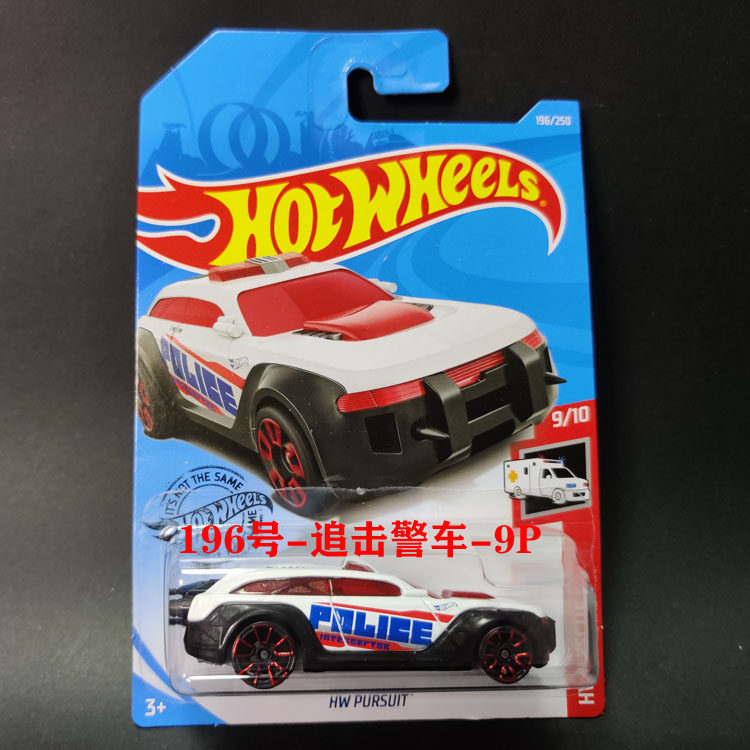 196/250
HOT WHEELS®
POLICE
9/10
IT'S NOT THE SAME
HOT WHEELS
196号-追击警车-9P
POLICE
INTERCEPTOR
HW PURSUIT™
3+